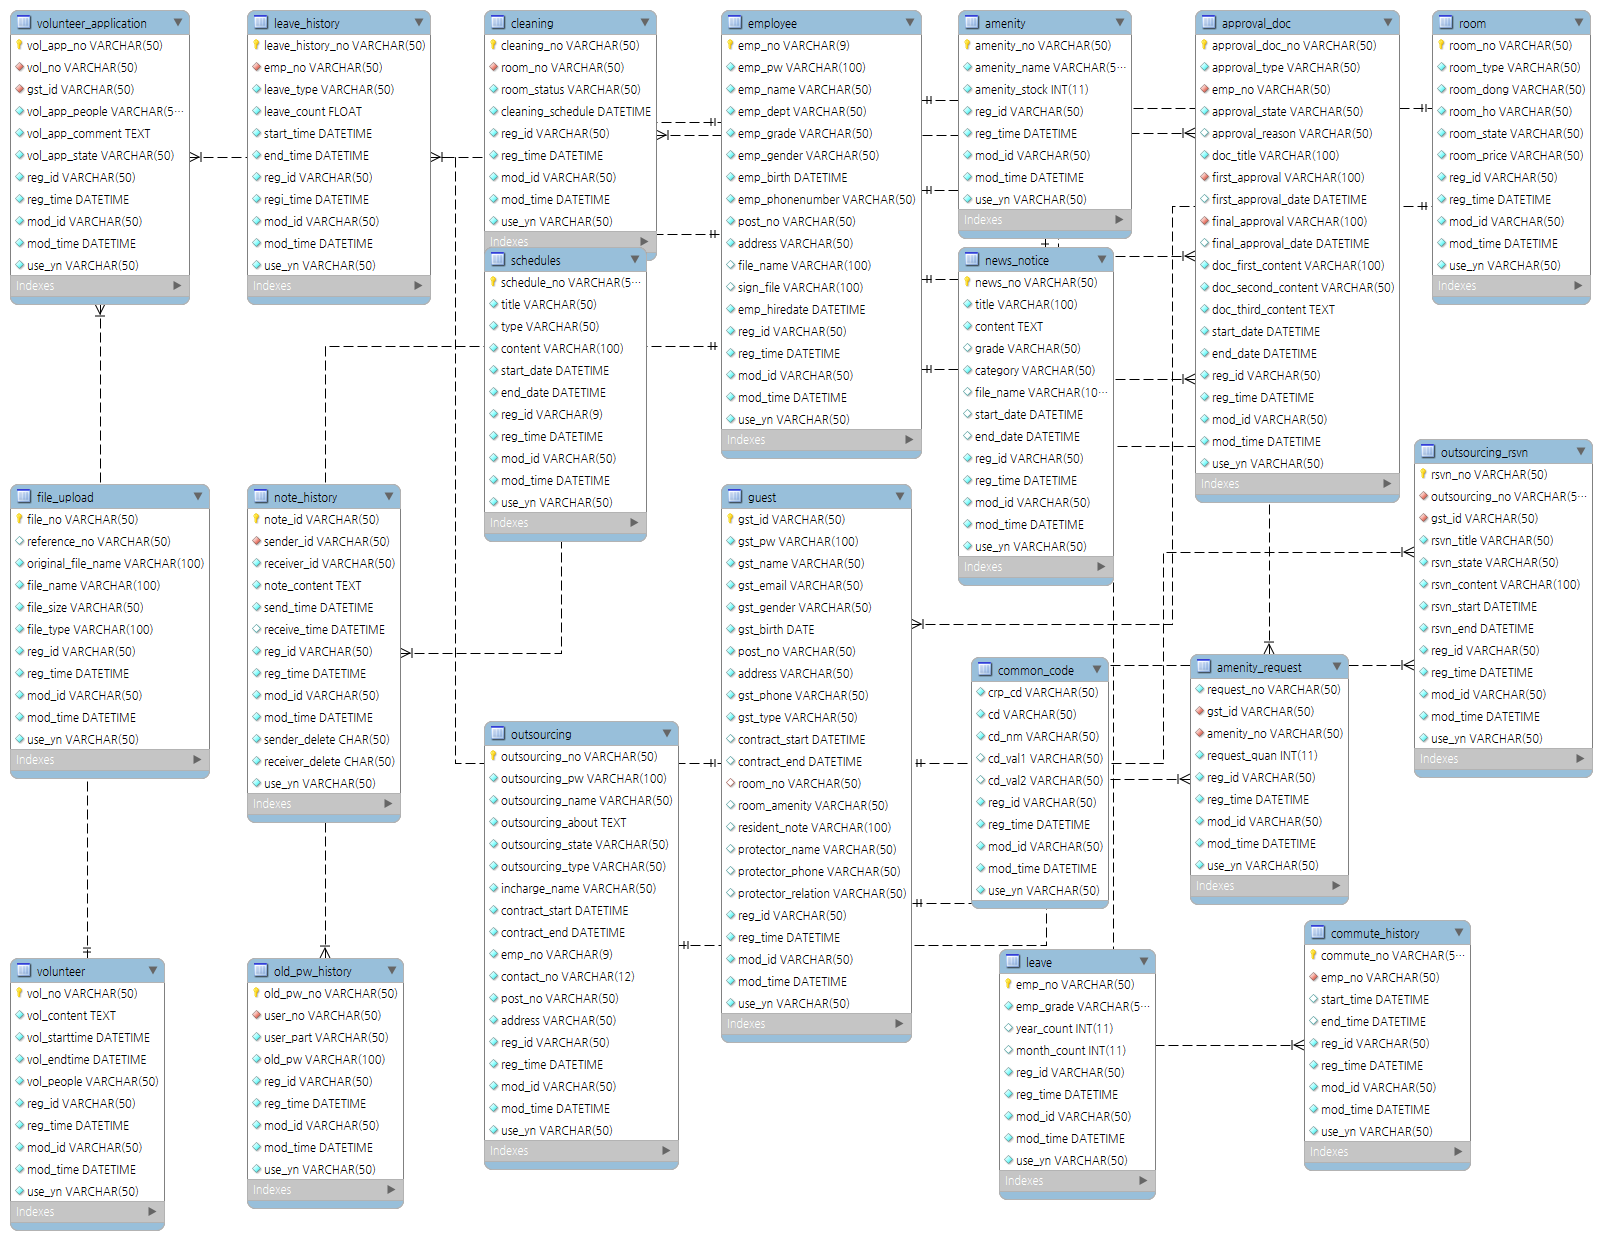 volunteer_application
vol_app_no VARCHAR(50)
vol_no VARCHAR(50)
gst_id VARCHAR(50)
vol_app_people VARCHAR(5···
vol_app_comment TEXT
vol_app_state VARCHAR(50)
reg_id VARCHAR(50)
reg_time DATETIME
mod_id VARCHAR(50)
mod_time DATETIME
use_yn VARCHAR(50)
Indexes
leave_history
leave_history_no VARCHAR(50)
emp_no VARCHAR(50)
leave_type VARCHAR(50)
leave_count FLOAT
start_time DATETIME
end_time DATETIME
reg_id VARCHAR(50)
regi_time DATETIME
mod_id VARCHAR(50)
mod_time DATETIME
use_yn VARCHAR(50)
Indexes
cleaning
cleaning_no VARCHAR(50)
room_no VARCHAR(50)
room_status VARCHAR(50)
cleaning_schedule DATETIME
reg_id VARCHAR(50)
reg_time DATETIME
mod_id VARCHAR(50)
mod_time DATETIME
use_yn VARCHAR(50)
Indexes
employee
emp_no VARCHAR(9)
emp_pw VARCHAR(100)
emp_name VARCHAR(50)
emp_dept VARCHAR(50)
emp_grade VARCHAR(50)
emp_gender VARCHAR(50)
emp_birth DATETIME
emp_phonenumber VARCHAR(50)
post_no VARCHAR(50)
address VARCHAR(50)
file_name VARCHAR(100)
sign_file VARCHAR(100)
emp_hiredate DATETIME
reg_id VARCHAR(50)
reg_time DATETIME
mod_id VARCHAR(50)
mod_time DATETIME
use_yn VARCHAR(50)
Indexes
amenity
amenity_no VARCHAR(50)
amenity_name VARCHAR(5···
amenity_stock INT(11)
reg_id VARCHAR(50)
reg_time DATETIME
mod_id VARCHAR(50)
mod_time DATETIME
use_yn VARCHAR(50)
Indexes
approval_doc
approval_doc_no VARCHAR(50)
approval_type VARCHAR(50)
emp_no VARCHAR(50)
approval_state VARCHAR(50)
approval_reason VARCHAR(50)
doc_title VARCHAR(100)
first_approval VARCHAR(100)
first_approval_date DATETIME
final_approval VARCHAR(100)
final_approval_date DATETIME
doc_first_content VARCHAR(100)
doc_second_content VARCHAR(50)
doc_third_content TEXT
start_date DATETIME
end_date DATETIME
reg_id VARCHAR(50)
reg_time DATETIME
mod_id VARCHAR(50)
mod_time DATETIME
use_yn VARCHAR(50)
Indexes
room
room_no VARCHAR(50)
room_type VARCHAR(50)
room_dong VARCHAR(50)
room_ho VARCHAR(50)
room_state VARCHAR(50)
room_price VARCHAR(50)
reg_id VARCHAR(50)
reg_time DATETIME
mod_id VARCHAR(50)
mod_time DATETIME
use_yn VARCHAR(50)
Indexes
schedules
schedule_no VARCHAR(5···
title VARCHAR(50)
type VARCHAR(50)
content VARCHAR(100)
start_date DATETIME
end_date DATETIME
reg_id VARCHAR(9)
reg_time DATETIME
mod_id VARCHAR(50)
mod_time DATETIME
use_yn VARCHAR(50)
Indexes
news_notice
news_no VARCHAR(50)
title VARCHAR(100)
content TEXT
grade VARCHAR(50)
category VARCHAR(50)
file_name VARCHAR(10···
start_date DATETIME
end_date DATETIME
reg_id VARCHAR(50)
reg_time DATETIME
mod_id VARCHAR(50)
mod_time DATETIME
use_yn VARCHAR(50)
Indexes
outsourcing_rsvn
rsvn_no VARCHAR(50)
outsourcing_no VARCHAR(5···
gst_id VARCHAR(50)
rsvn_title VARCHAR(50)
rsvn_state VARCHAR(50)
rsvn_content VARCHAR(100)
rsvn_start DATETIME
rsvn_end DATETIME
reg_id VARCHAR(50)
reg_time DATETIME
mod_id VARCHAR(50)
mod_time DATETIME
use_yn VARCHAR(50)
Indexes
file_upload
file_no VARCHAR(50)
reference_no VARCHAR(50)
original_file_name VARCHAR(100)
file_name VARCHAR(100)
file_size VARCHAR(50)
file_type VARCHAR(100)
reg_id VARCHAR(50)
reg_time DATETIME
mod_id VARCHAR(50)
mod_time DATETIME
use_yn VARCHAR(50)
Indexes
note_history
note_id VARCHAR(50)
sender_id VARCHAR(50)
receiver_id VARCHAR(50)
note_content TEXT
send_time DATETIME
receive_time DATETIME
reg_id VARCHAR(50)
reg_time DATETIME
mod_id VARCHAR(50)
mod_time DATETIME
sender_delete CHAR(50)
receiver_delete CHAR(50)
use_yn VARCHAR(50)
Indexes
guest
gst_id VARCHAR(50)
gst_pw VARCHAR(100)
gst_name VARCHAR(50)
gst_email VARCHAR(50)
gst_gender VARCHAR(50)
gst_birth DATE
post_no VARCHAR(50)
address VARCHAR(50)
gst_phone VARCHAR(50)
gst_type VARCHAR(50)
contract_start DATETIME
contract_end DATETIME
room_no VARCHAR(50)
room_amenity VARCHAR(50)
resident_note VARCHAR(100)
protector_name VARCHAR(50)
protector_phone VARCHAR(50)
protector_relation VARCHAR(50)
reg_id VARCHAR(50)
reg_time DATETIME
mod_id VARCHAR(50)
mod_time DATETIME
use_yn VARCHAR(50)
Indexes
common_code
crp_cd VARCHAR(50)
cd VARCHAR(50)
cd_nm VARCHAR(50)
cd_val1 VARCHAR(50)
cd_val2 VARCHAR(50)
reg_id VARCHAR(50)
reg_time DATETIME
mod_id VARCHAR(50)
mod_time DATETIME
use_yn VARCHAR(50)
amenity_request
request_no VARCHAR(50)
gst_id VARCHAR(50)
amenity_no VARCHAR(50)
request_quan INT(11)
reg_id VARCHAR(50)
reg_time DATETIME
mod_id VARCHAR(50)
mod_time DATETIME
use_yn VARCHAR(50)
Indexes
outsourcing
outsourcing_no VARCHAR(50)
outsourcing_pw VARCHAR(100)
outsourcing_name VARCHAR(50)
outsourcing_about TEXT
outsourcing_state VARCHAR(50)
outsourcing_type VARCHAR(50)
incharge_name VARCHAR(50)
contract_start DATETIME
contract_end DATETIME
emp_no VARCHAR(9)
contact_no VARCHAR(12)
post_no VARCHAR(50)
address VARCHAR(50)
reg_id VARCHAR(50)
reg_time DATETIME
mod_id VARCHAR(50)
mod_time DATETIME
use_yn VARCHAR(50)
Indexes
volunteer
vol_no VARCHAR(50)
vol_content TEXT
vol_starttime DATETIME
vol_endtime DATETIME
vol_people VARCHAR(50)
reg_id VARCHAR(50)
reg_time DATETIME
mod_id VARCHAR(50)
mod_time DATETIME
use_yn VARCHAR(50)
Indexes
old_pw_history
old_pw_no VARCHAR(50)
user_no VARCHAR(50)
user_part VARCHAR(50)
old_pw VARCHAR(100)
reg_id VARCHAR(50)
reg_time DATETIME
mod_id VARCHAR(50)
mod_time DATETIME
use_yn VARCHAR(50)
Indexes
leave
emp_no VARCHAR(50)
emp_grade VARCHAR(5···
year_count INT(11)
month_count INT(11)
reg_id VARCHAR(50)
reg_time DATETIME
mod_id VARCHAR(50)
mod_time DATETIME
use_yn VARCHAR(50)
Indexes
commute_history
commute_no VARCHAR(5···
emp_no VARCHAR(50)
start_time DATETIME
end_time DATETIME
reg_id VARCHAR(50)
reg_time DATETIME
mod_id VARCHAR(50)
mod_time DATETIME
use_yn VARCHAR(50)
Indexes